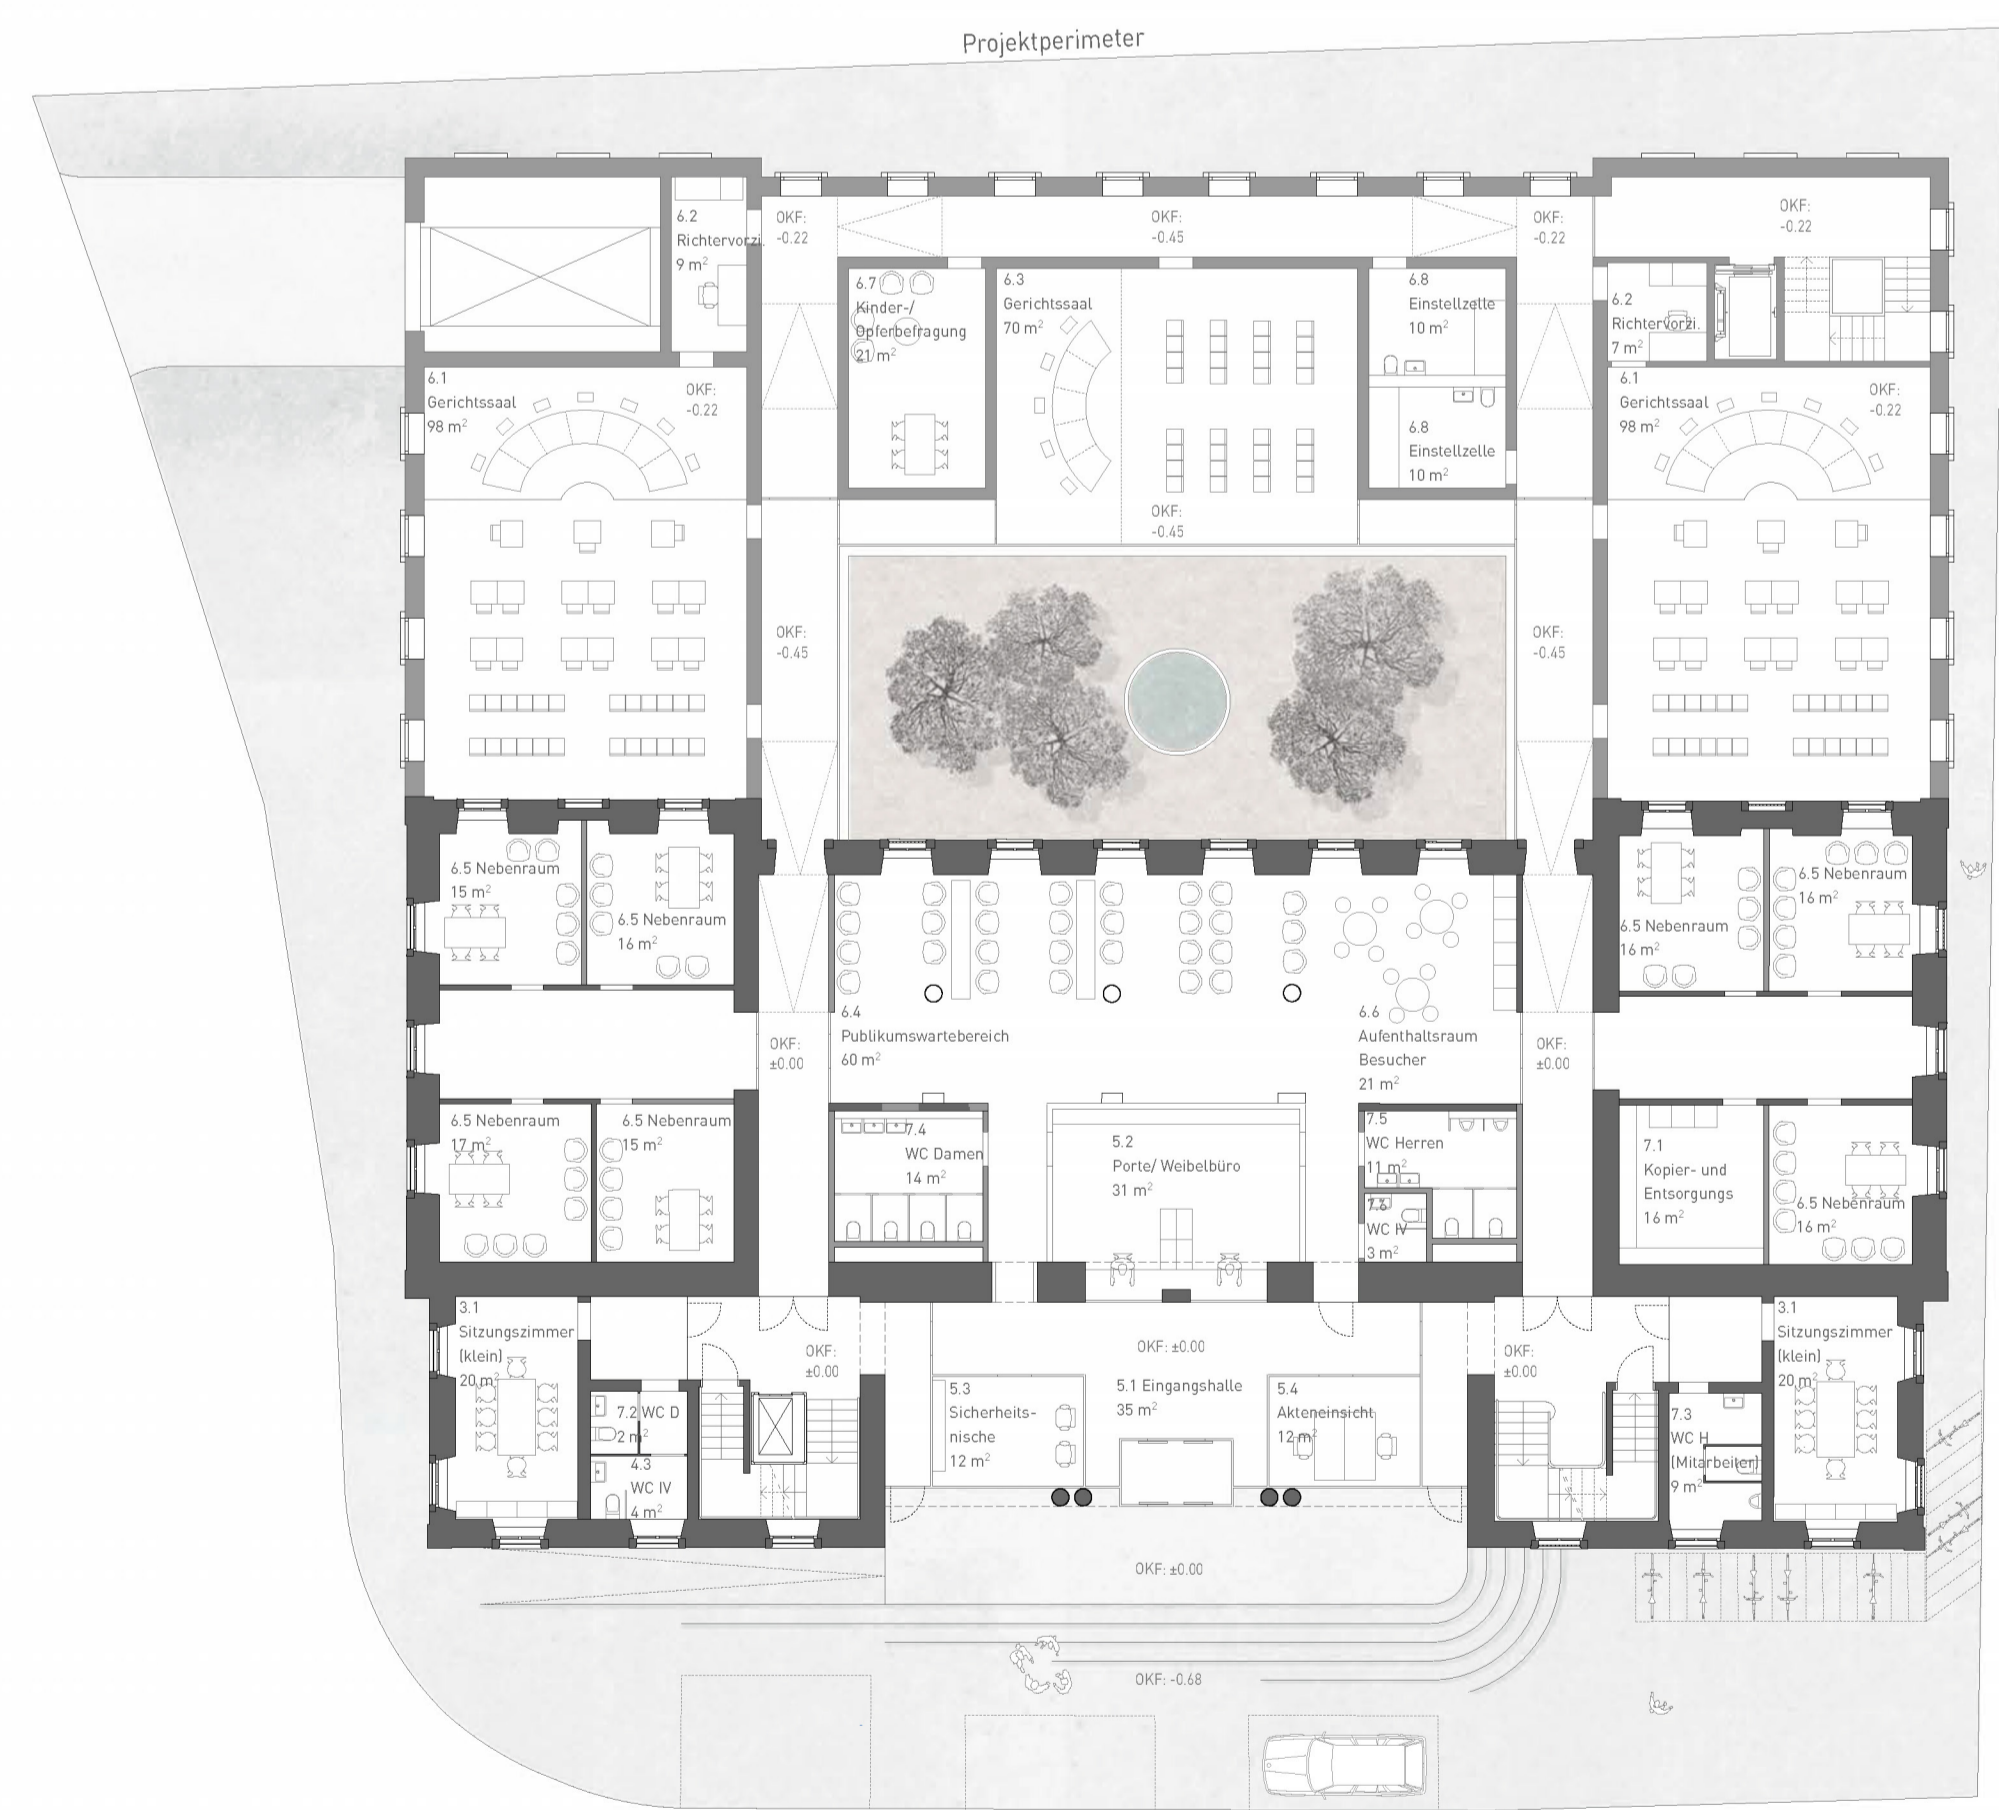 Projektperimeter
6.2
Richtervorzi.
9 m²
OKF:
-0.22
OKF:
-0.45
OKF:
-0.22
OKF:
-0.22
6.7
Kinder-/
Opferbefragung
21 m²
6.3
Gerichtssaal
70 m²
6.8
Einstellzelle
10 m²
6.2
Richtervorzi.
7 m²
6.1
Gerichtssaal
98 m²
OKF:
-0.22
6.8
Einstellzelle
10 m²
6.1
Gerichtssaal
98 m²
OKF:
-0.22
OKF:
-0.45
OKF:
-0.45
OKF:
-0.45
6.5 Nebenraum
15 m²
6.5 Nebenraum
16 m²
6.5 Nebenraum
16 m²
6.5 Nebenraum
16 m²
6.4
Publikumswartebereich
60 m²
6.6
Aufenthaltsraum
Besucher
21 m²
OKF:
±0.00
OKF:
±0.00
6.5 Nebenraum
17 m²
6.5 Nebenraum
15 m²
7.4
WC Damen
14 m²
5.2
Porte/ Weibelbüro
31 m²
7.5
WC Herren
11 m²
7.6
WC IV
3 m²
7.1
Kopier- und
Entsorgungs
16 m²
6.5 Nebenraum
16 m²
3.1
Sitzungszimmer
(klein)
20 m²
OKF:
±0.00
OKF: ±0.00
OKF:
±0.00
3.1
Sitzungszimmer
(klein)
20 m²
7.2 WC D
2 m²
4.3
WC IV
4 m²
5.3
Sicherheits-
nische
12 m²
5.1 Eingangshalle
35 m²
5.4
Akteneinsicht
12 m²
7.3
WC H
(Mitarbeiter)
9 m²
OKF: ±0.00
OKF: -0.68